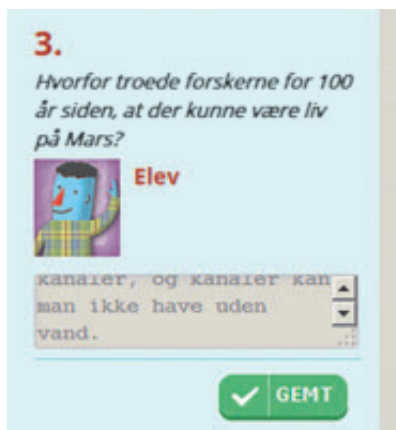 3.
Hvorfor troede forskerne for 100
år siden, at der kunne være liv
på Mars?
Elev
kanaler, og kanaler kan
man ikke have uden
vand.
GEMT